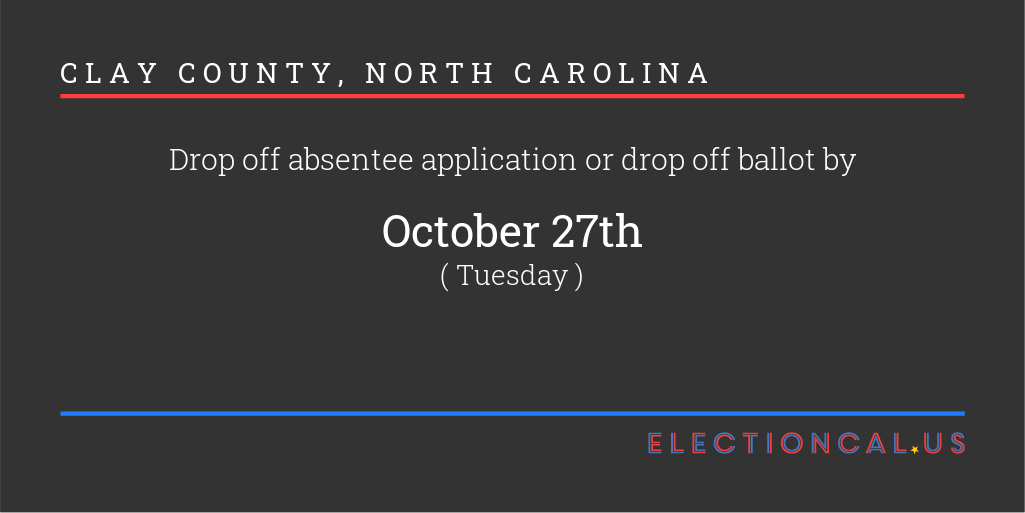 CLAY COUNTY, NORTH CAROLINA
Drop off absentee application or drop off ballot by
October 27th
( Tuesday )
ELECTIONCAL.US